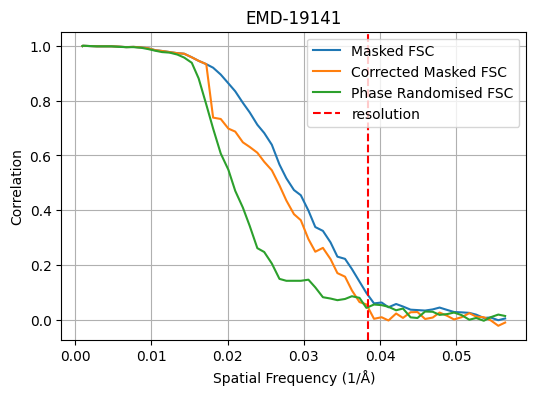 EMD-19141
Masked FSC
Corrected Masked FSC
Phase Randomised FSC
resolution
Correlation
1.0
0.8
0.6
0.4
0.2
0.0
0.00 0.01 0.02 0.03 0.04 0.05
Spatial Frequency (1/Å)